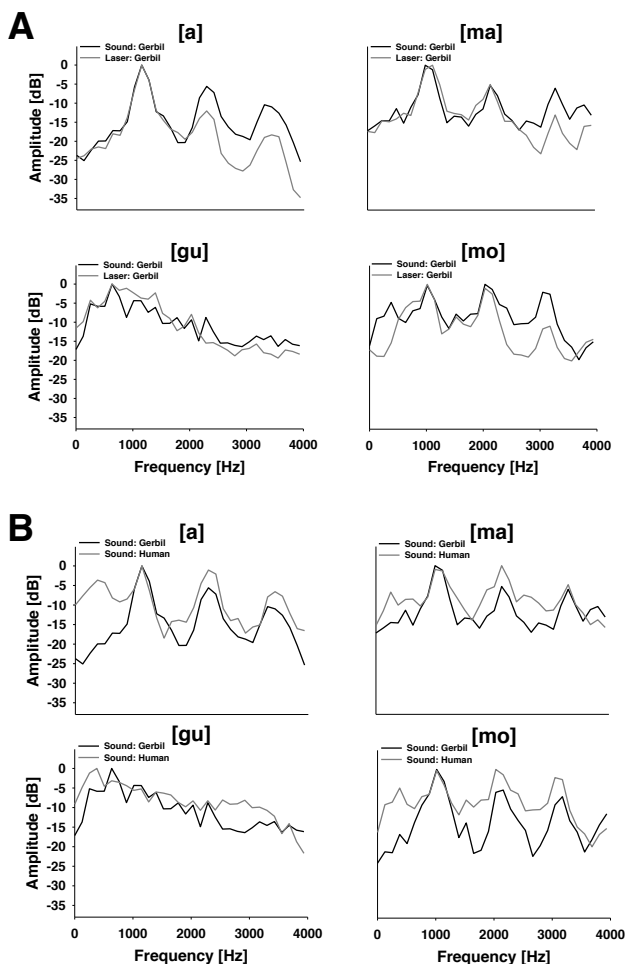 A
[a]
Sound: Gerbil
Laser: Gerbil
Amplitude [dB]
0
-5
-10
-15
-20
-25
-30
-35
[ma]
Sound: Gerbil
Laser: Gerbil
[gu]
Sound: Gerbil
Laser: Gerbil
Amplitude [dB]
0
-5
-10
-15
-20
-25
-30
-35
0 1000 2000 3000 4000
Frequency [Hz]
[mo]
Sound: Gerbil
Laser: Gerbil
0 1000 2000 3000 4000
Frequency [Hz]
B
[a]
Sound: Gerbil
Sound: Human
Amplitude [dB]
0
-5
-10
-15
-20
-25
-30
-35
[ma]
Sound: Gerbil
Sound: Human
[gu]
Sound: Gerbil
Sound: Human
Amplitude [dB]
0
-5
-10
-15
-20
-25
-30
-35
0 1000 2000 3000 4000
Frequency [Hz]
[mo]
Sound: Gerbil
Sound: Human
0 1000 2000 3000 4000
Frequency [Hz]